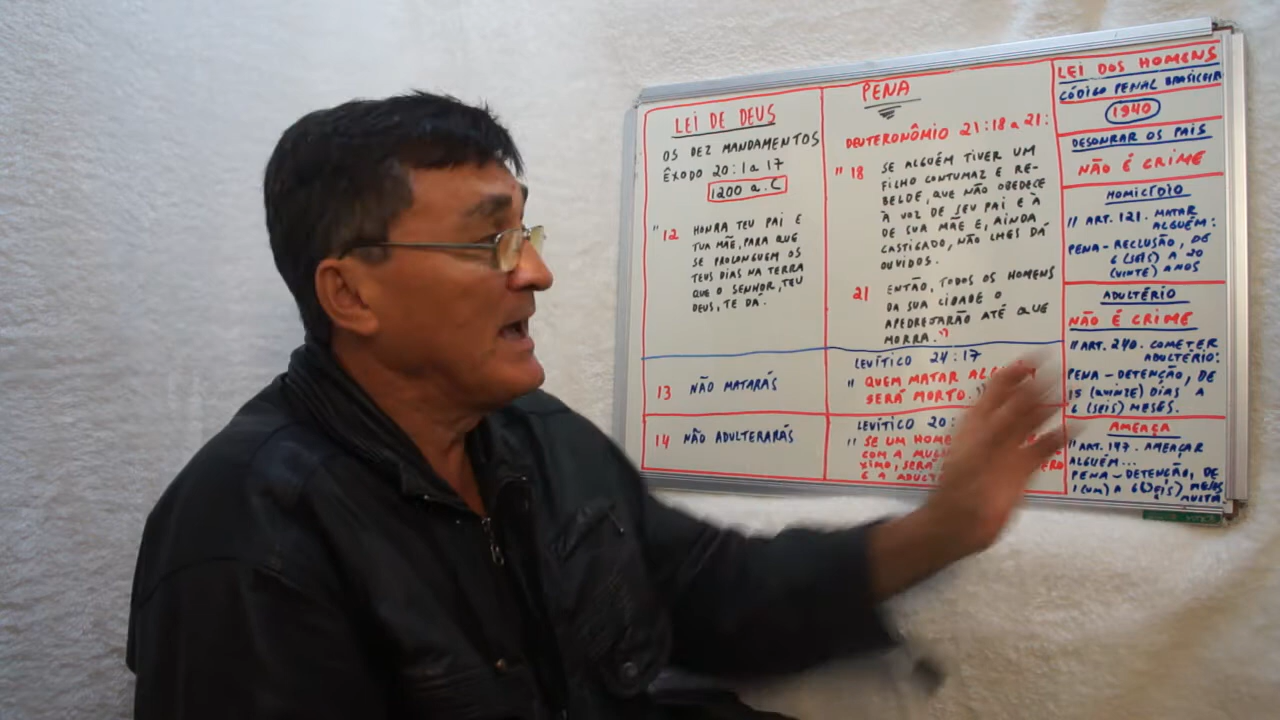 LEI DE DEUS
OS DEZ MANDAMENTOS
ÊXODO 20:1 a 17
1200 a.C
"12 HONRA TEU PAI E
TUA MÃE, PARA QUE
SE PROLONGUEM OS
TEUS DIAS NA TERRA
QUE O SENHOR, TEU
DEUS, TE DÁ.
13 NÃO MATARÁS
14 NÃO ADULTERARÁS
PENA
DEUTERONÔMIO 21:18 a 21:
"18 SE ALGUÉM TIVER UM
FILHO CONTUMAZ E RE-
BELDE, QUE NÃO OBEDECE
À VOZ DE SEU PAI E À
DE SUA MÃE E, AINDA
CASTIGADO, NÃO LHES DÁ
OUVIDOS.
21 ENTÃO, TODOS OS HOMENS
DA SUA CIDADE O
APEDREJARÃO ATÉ QUE
MORRA."
LEVÍTICO 24:17
"QUEM MATAR
SERÁ MORTO."
LEVÍTICO 20:
"SE UM
COM A
XIMO, SERÁ
E A
LEI DOS HOMENS
CÓDIGO PENAL BRASILEIR
1940
DESONRAR OS PAIS
NÃO É CRIME
HOMICÍDIO
"ART. 121. MATAR
ALGUÉM:
PENA - RECLUSÃO, DE
6 (SEIS) A 20
(VINTE) ANOS
ADULTÉRIO
NÃO É CRIME
"ART. 240. COMETER
ADULTÉRIO:
PENA - DETENÇÃO, DE
15 (QUINZE) DIAS A
6 (SEIS) MESES.
AMEAÇA
"ART. 147. AMEAÇAR
ALGUÉM...
PENA - DETENÇÃO, DE
1 (UM) A 6 (SEIS) MESES
MULTA